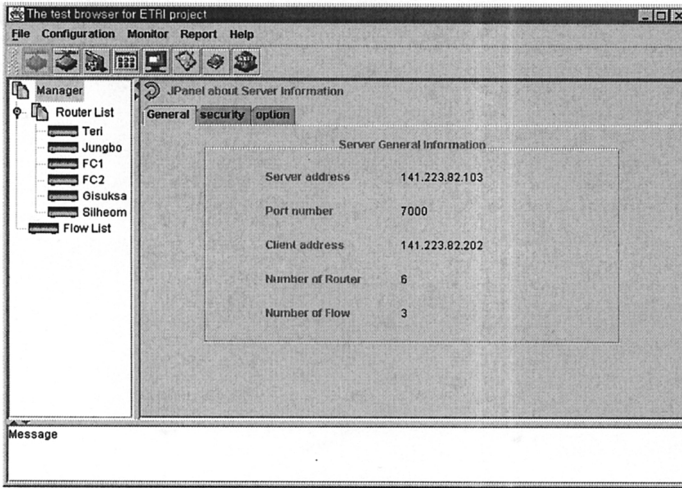 The test browser for ETRI project
File Configuration Monitor Report Help
Manager
Router List
Teri
Jungbo
FC1
FC2
Gisuksa
Silheom
Flow List
JPanel about Server Information
General security option
Server General Information
Server address 141.223.82.103
Port number 7000
Client address 141.223.82.202
Number of Router 6
Number of Flow 3
Message